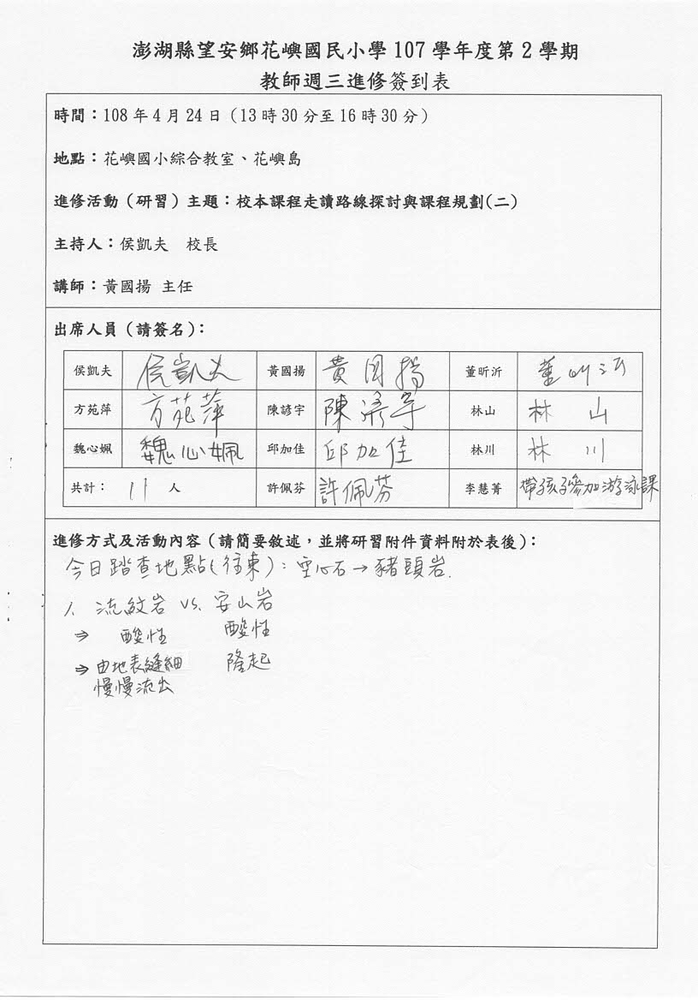 澎湖縣望安鄉花嶼國民小學 107 學年度第 2 學期
教師週三進修簽到表
時間：108 年 4 月 24 日（13 時 30 分至 16 時 30 分）
地點：花嶼國小綜合教室、花嶼島
進修活動（研習）主題：校本課程走讀路線探討與課程規劃(二)
主持人：侯凱夫 校長
講師：黃國揚 主任
出席人員（請簽名）：
侯凱夫 侯凱夫 黃國揚 黃国揚 董昕沂 董昕沂
方苑萍 方苑萍 陳諺宇 陳諺宇 林山 林山
魏心姵 魏心姵 邱加佳 邱加佳 林川 林川
共計： 11 人 許佩芬 許佩芬 李慧菁 帶孩子參加游泳課
進修方式及活動內容（請簡要敘述，並將研習附件資料附於表後）：
今日踏查地點(往東)：空心石→豬頭岩.
1. 流紋岩 vs. 安山岩
⇒ 酸性 酸性
⇒ 由地表縫細 隆起
慢慢流出